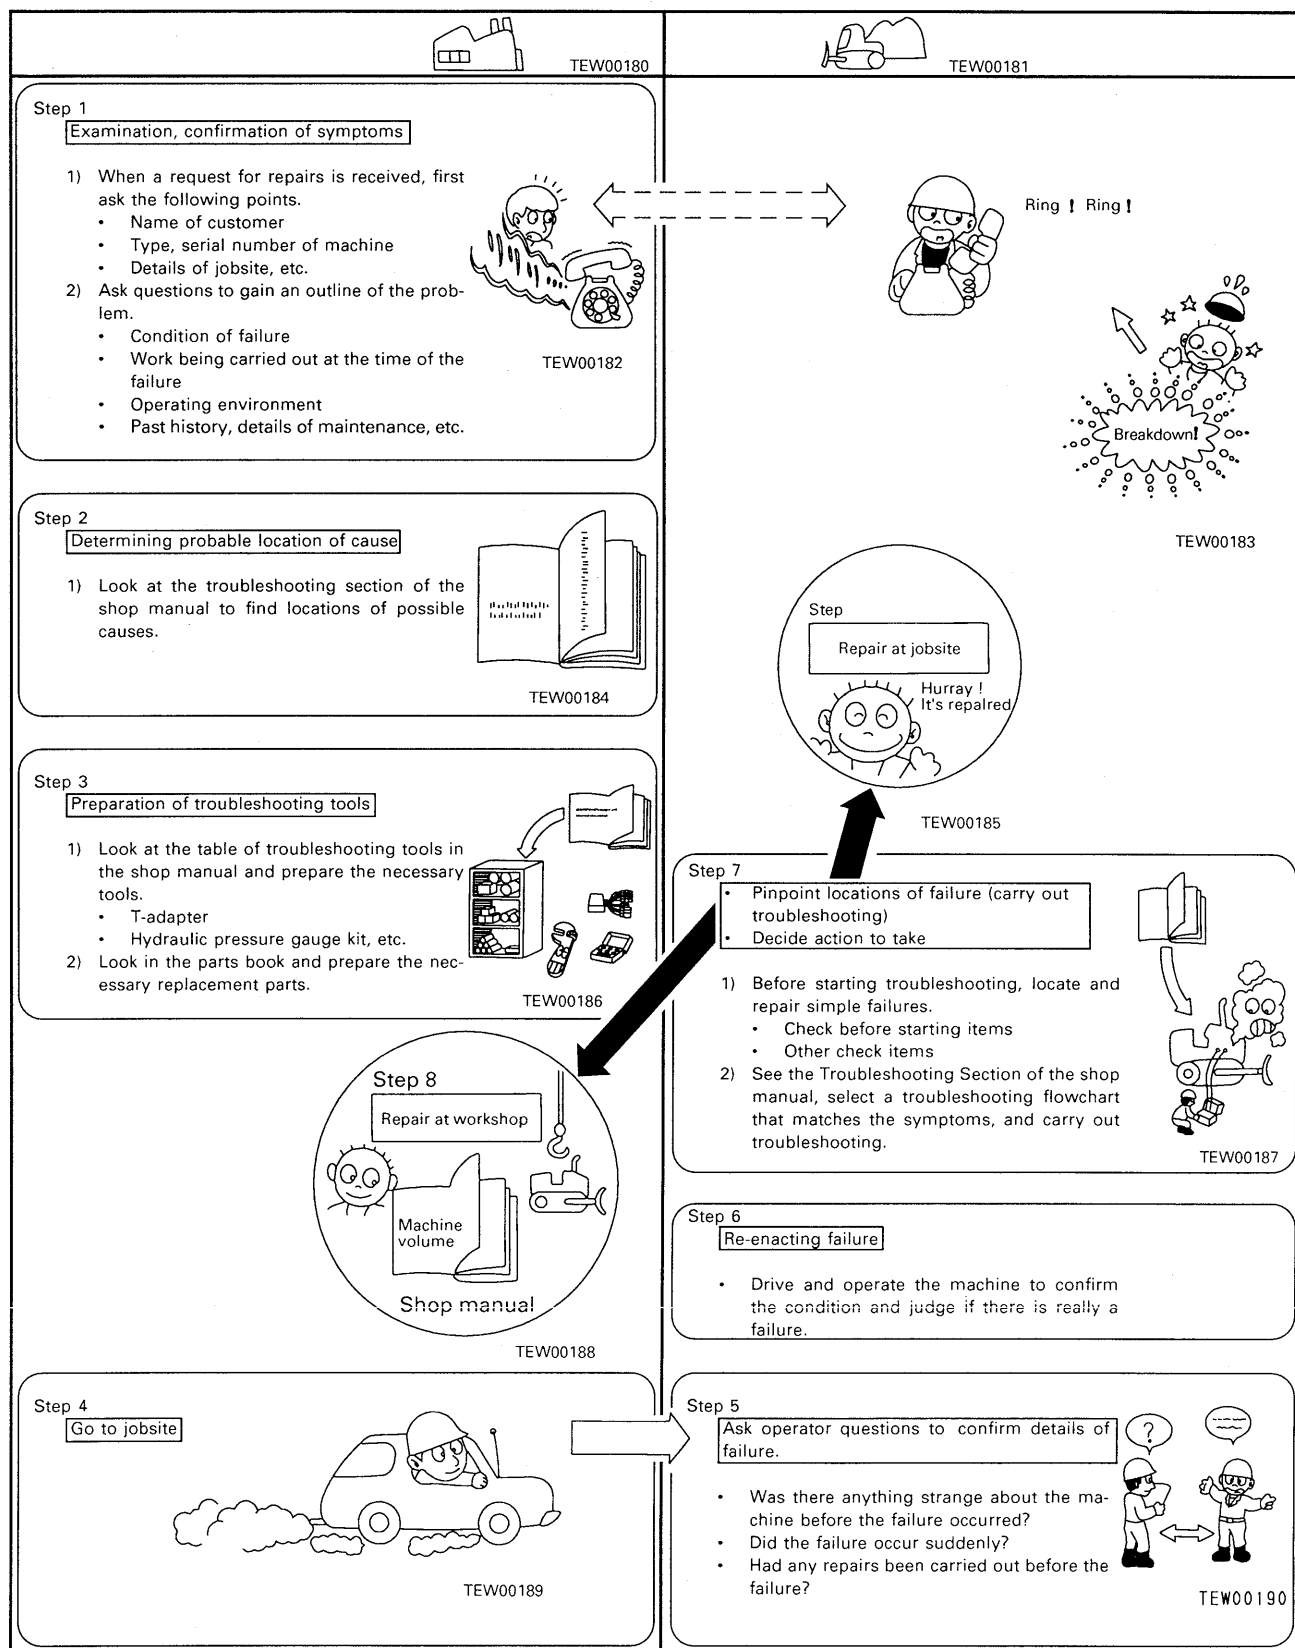 TEW00180
TEW00181
Step 1
Examination, confirmation of symptoms
1) When a request for repairs is received, first
ask the following points.
• Name of customer
• Type, serial number of machine
• Details of jobsite, etc.
2) Ask questions to gain an outline of the prob-
lem.
• Condition of failure
• Work being carried out at the time of the
failure
• Operating environment
• Past history, details of maintenance, etc.
TEW00182
Ring ! Ring !
Breakdown!
TEW00183
Step 2
Determining probable location of cause
1) Look at the troubleshooting section of the
shop manual to find locations of possible
causes.
TEW00184
Step
Repair at jobsite
Hurray !
It's repaired
TEW00185
Step 3
Preparation of troubleshooting tools
1) Look at the table of troubleshooting tools in
the shop manual and prepare the necessary
tools.
• T-adapter
• Hydraulic pressure gauge kit, etc.
2) Look in the parts book and prepare the nec-
essary replacement parts.
TEW00186
Step 7
• Pinpoint locations of failure (carry out
troubleshooting)
• Decide action to take
1) Before starting troubleshooting, locate and
repair simple failures.
• Check before starting items
• Other check items
2) See the Troubleshooting Section of the shop
manual, select a troubleshooting flowchart
that matches the symptoms, and carry out
troubleshooting.
TEW00187
Step 8
Repair at workshop
Machine
volume
Shop manual
TEW00188
Step 6
Re-enacting failure
• Drive and operate the machine to confirm
the condition and judge if there is really a
failure.
Step 4
Go to jobsite
TEW00189
Step 5
Ask operator questions to confirm details of
failure.
• Was there anything strange about the ma-
chine before the failure occurred?
• Did the failure occur suddenly?
• Had any repairs been carried out before the
failure?
?
TEW00190